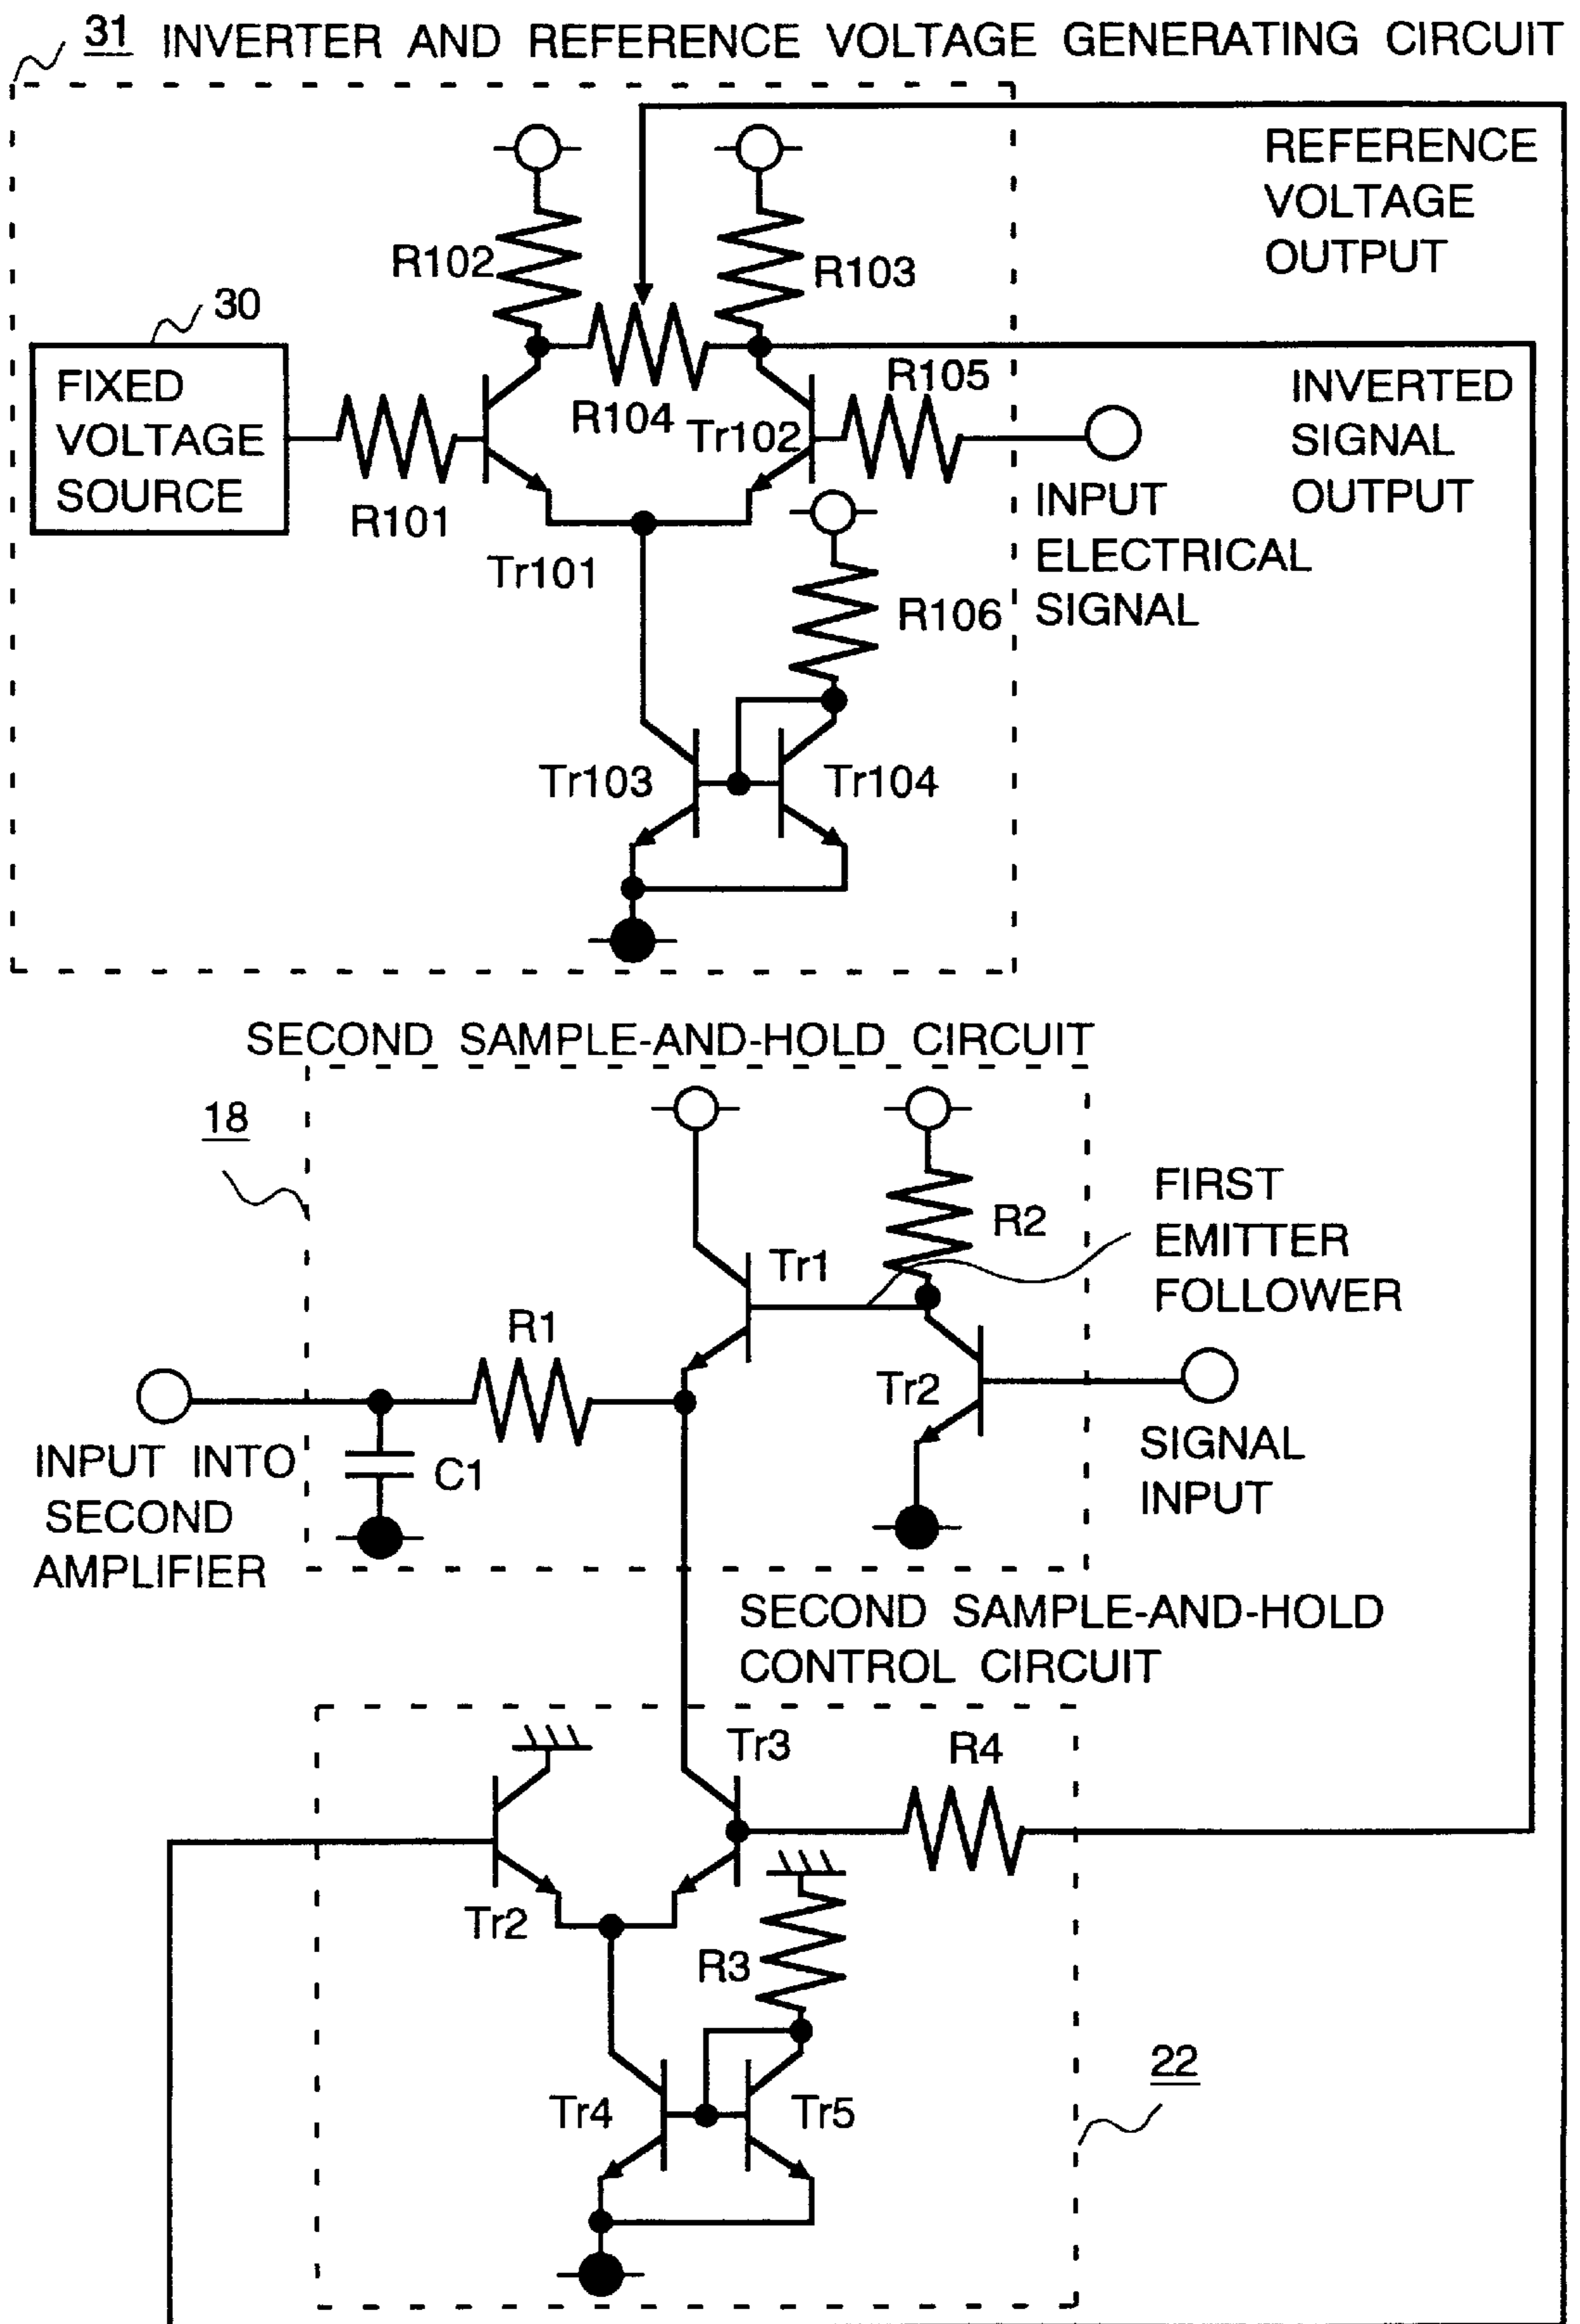 31 INVERTER AND REFERENCE VOLTAGE GENERATING CIRCUIT
REFERENCE
VOLTAGE
OUTPUT
R102
R103
30
FIXED
VOLTAGE
SOURCE
R101
R104
Tr102
R105
INVERTED
SIGNAL
OUTPUT
INPUT
ELECTRICAL
SIGNAL
Tr101
R106
Tr103
Tr104
SECOND SAMPLE-AND-HOLD CIRCUIT
18
R2
FIRST
EMITTER
FOLLOWER
Tr1
R1
Tr2
INPUT INTO
SECOND
AMPLIFIER
C1
SIGNAL
INPUT
SECOND SAMPLE-AND-HOLD
CONTROL CIRCUIT
Tr3
R4
Tr2
R3
22
Tr4
Tr5